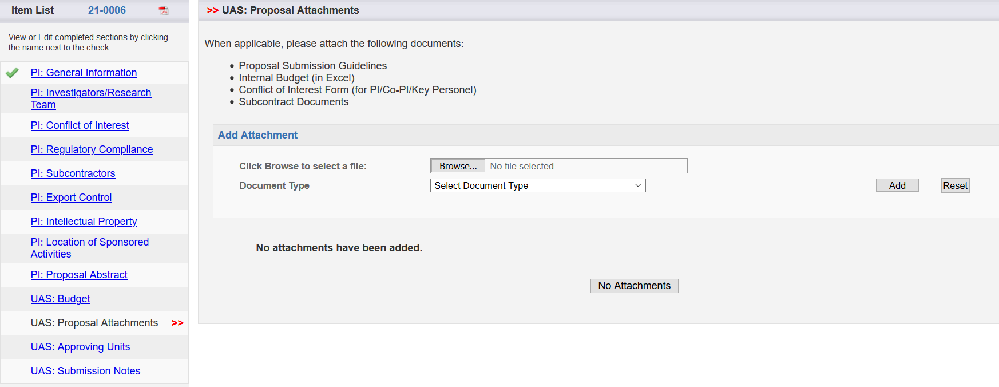 Item List 21-0006
View or Edit completed sections by clicking
the name next to the check.
PI: General Information
PI: Investigators/Research
Team
PI: Conflict of Interest
PI: Regulatory Compliance
PI: Subcontractors
PI: Export Control
PI: Intellectual Property
PI: Location of Sponsored
Activities
PI: Proposal Abstract
UAS: Budget
UAS: Proposal Attachments >>
UAS: Approving Units
UAS: Submission Notes
>> UAS: Proposal Attachments
When applicable, please attach the following documents:
• Proposal Submission Guidelines
• Internal Budget (in Excel)
• Conflict of Interest Form (for PI/Co-PI/Key Personel)
• Subcontract Documents
Add Attachment
Click Browse to select a file: Browse... No file selected.
Document Type Select Document Type Add Reset
No attachments have been added.
No Attachments